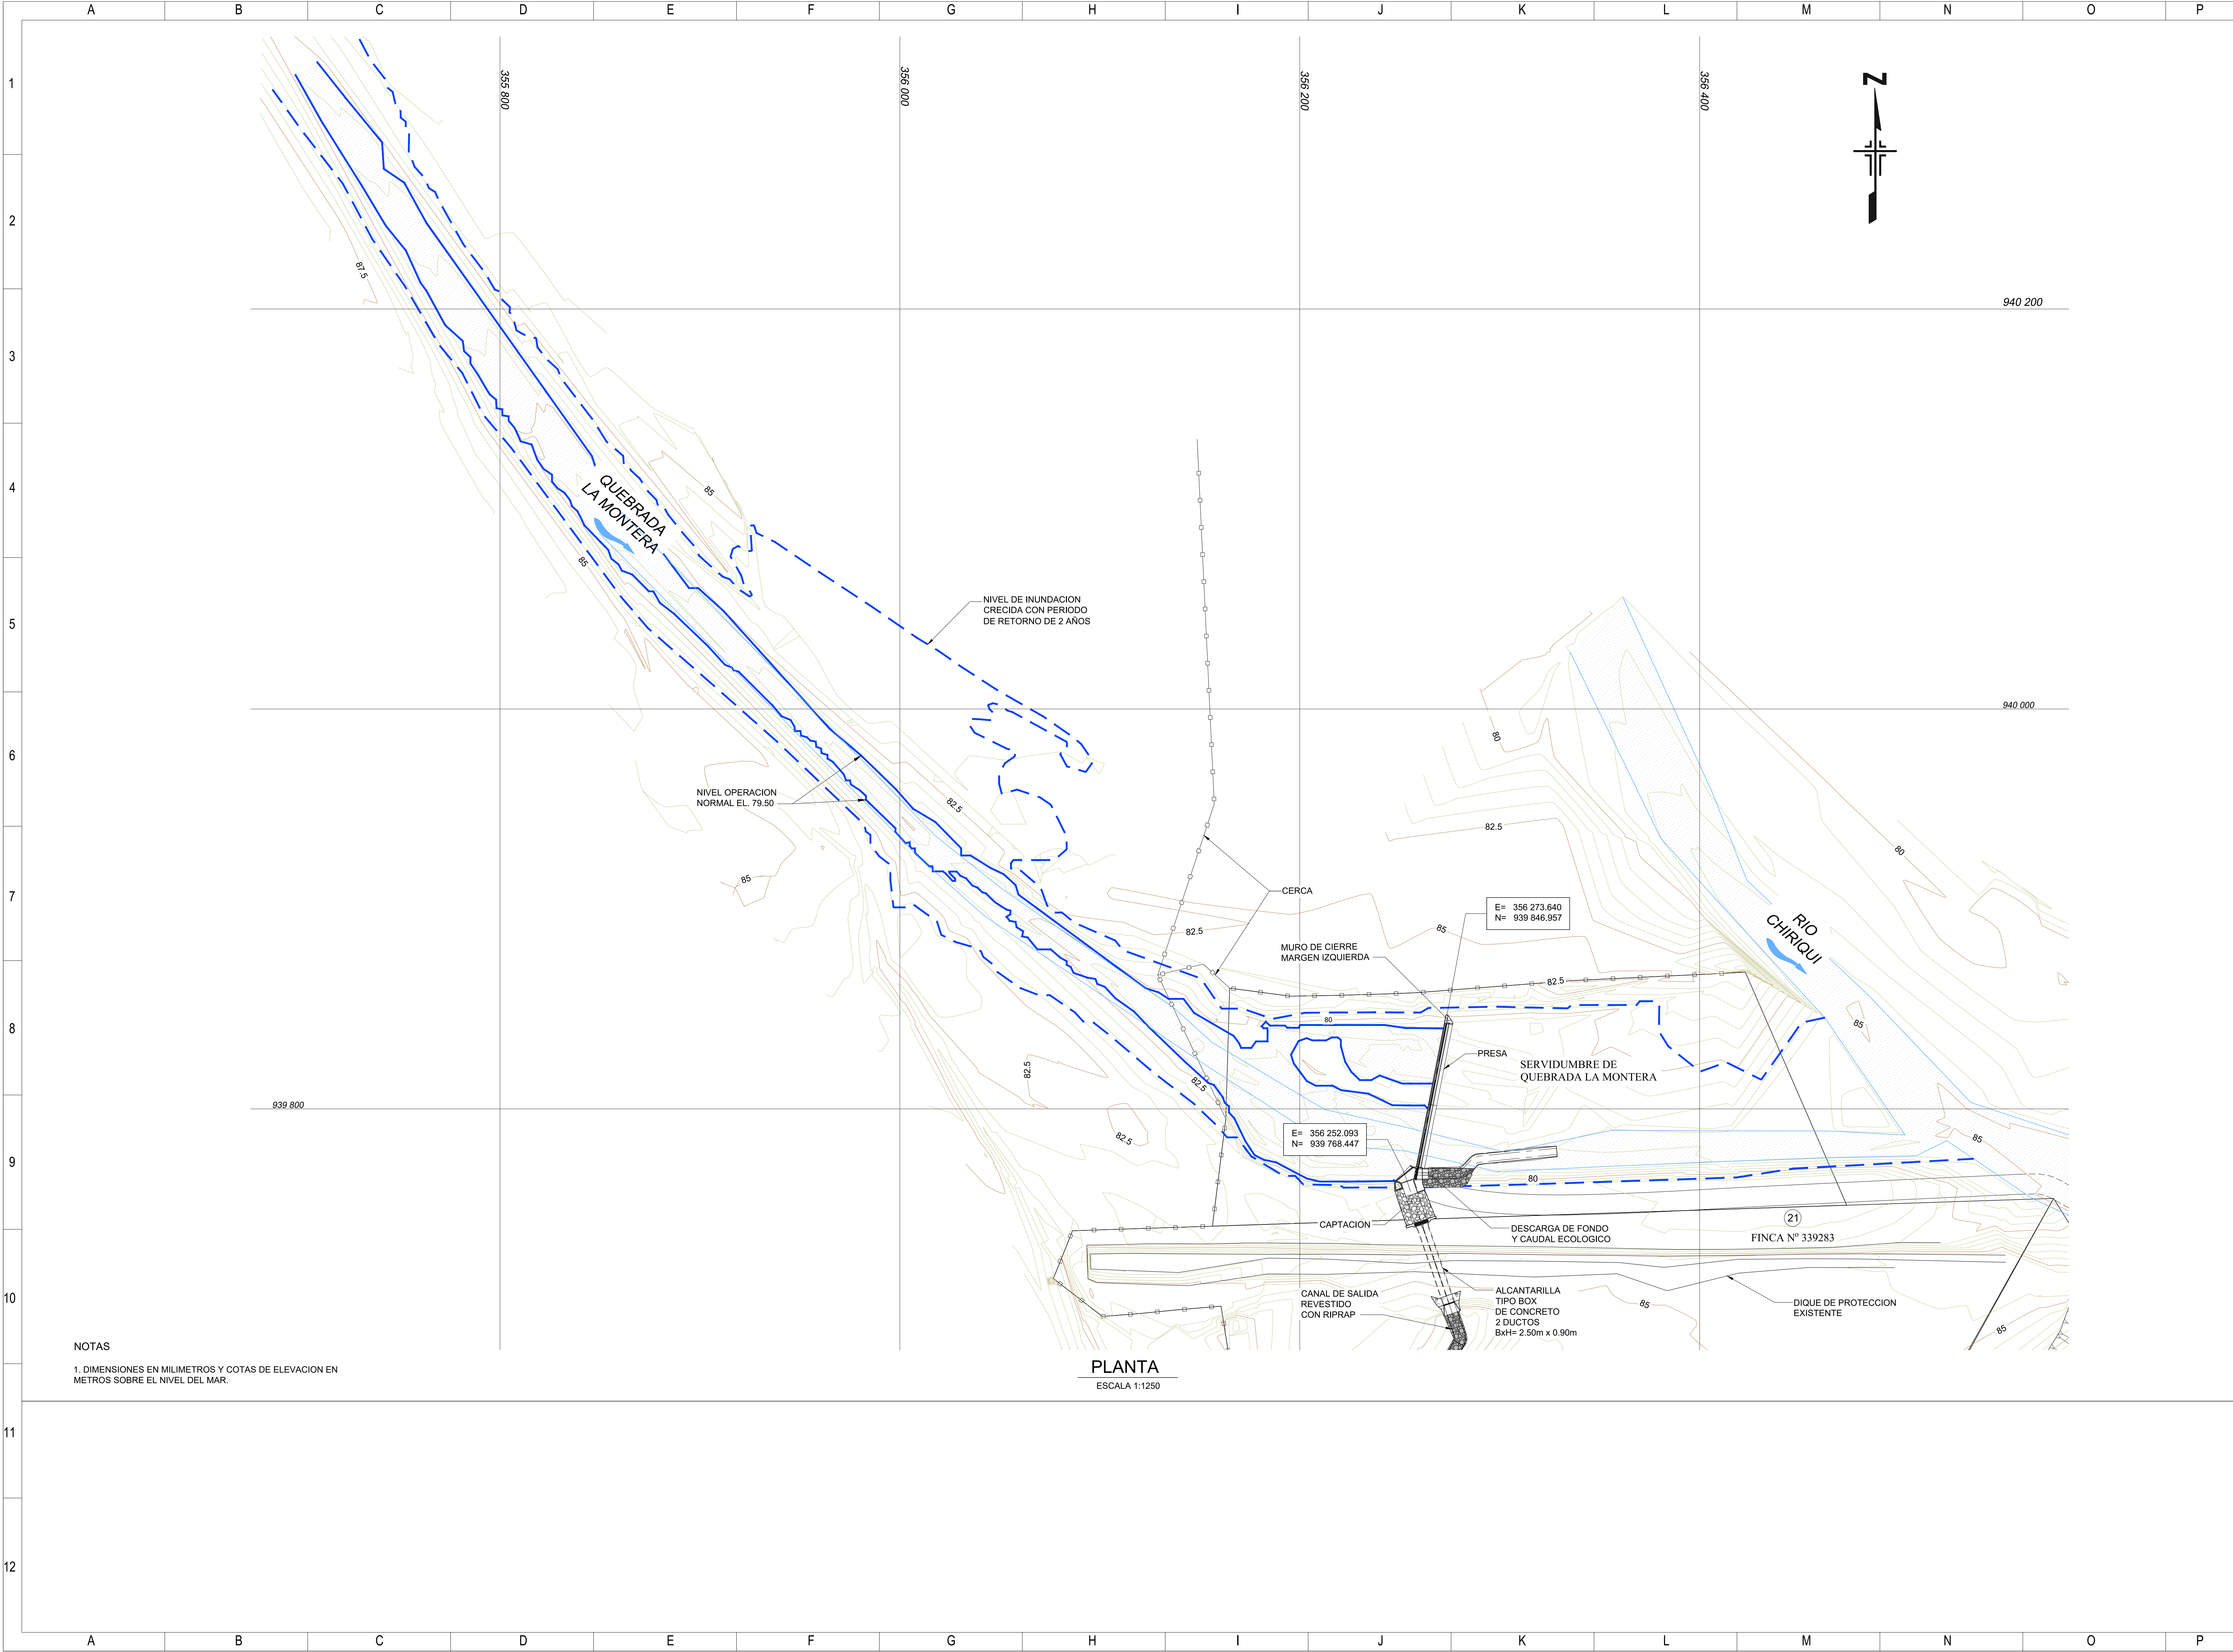 A B C D E F G H I J K L M N O P
1
2
3
4
5
6
7
8
9
10
11
12
355 800
356 000
356 200
356 400
N
940 200
87.5
QUEBRADA
LA MONTERA
85
85
NIVEL DE INUNDACION
CRECIDA CON PERIODO
DE RETORNO DE 2 AÑOS
940 000
80
NIVEL OPERACION
NORMAL EL. 79.50
82.5
82.5
80
85
CERCA
E= 356 273.640
N= 939 846.957
82.5
85
RIO
CHIRIQUI
MURO DE CIERRE
MARGEN IZQUIERDA
82.5
80
85
PRESA
SERVIDUMBRE DE
QUEBRADA LA MONTERA
82.5
82.5
939 800
82.5
E= 356 252.093
N= 939 768.447
85
80
CAPTACION
DESCARGA DE FONDO
Y CAUDAL ECOLOGICO
21
FINCA Nº 339283
CANAL DE SALIDA
REVESTIDO
CON RIPRAP
ALCANTARILLA
TIPO BOX
DE CONCRETO
2 DUCTOS
BxH= 2.50m x 0.90m
85
DIQUE DE PROTECCION
EXISTENTE
85
NOTAS
1. DIMENSIONES EN MILIMETROS Y COTAS DE ELEVACION EN
METROS SOBRE EL NIVEL DEL MAR.
PLANTA
ESCALA 1:1250
A B C D E F G H I J K L M N O P